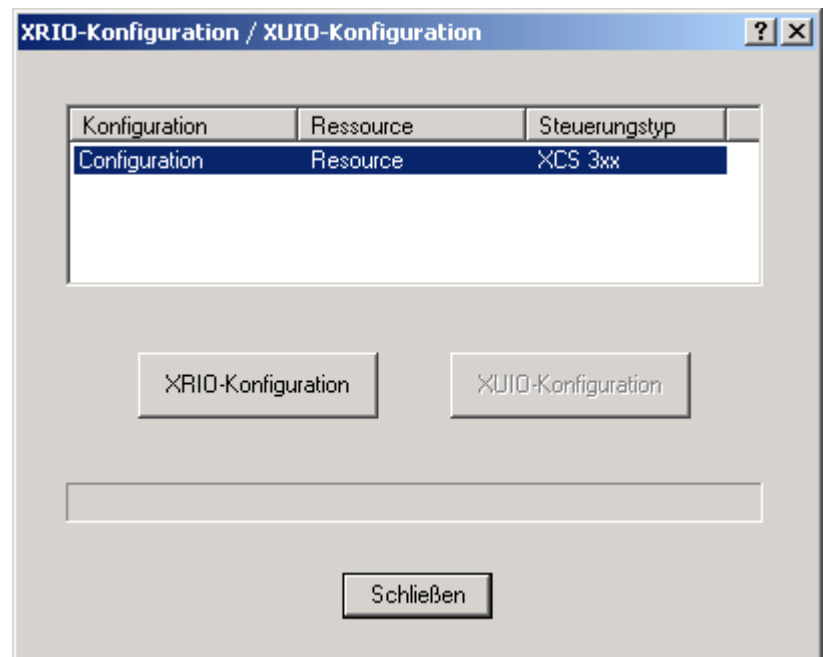 XRIO-Konfiguration / XUIO-Konfiguration
Konfiguration Ressource Steuerungstyp
Configuration Resource XCS 3xx
XRIO-Konfiguration XUIO-Konfiguration
Schließen